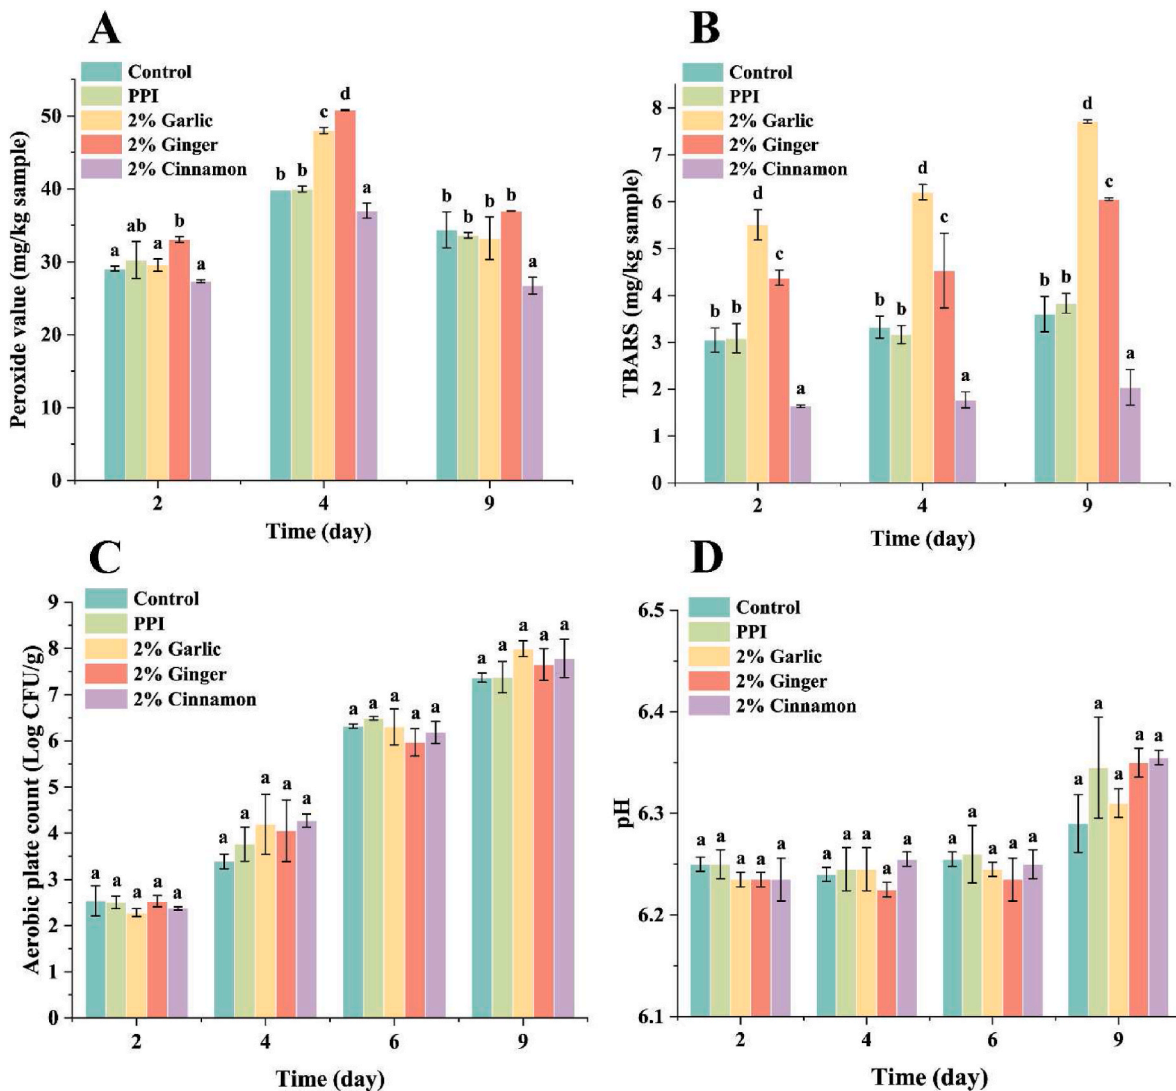 A
Control
PPI
2% Garlic
2% Ginger
2% Cinnamon
Peroxide value (mg/kg sample)
50
40
30
20
10
0
a ab a b a
b b c d a
b b b b a
2 4 9
Time (day)
B
Control
PPI
2% Garlic
2% Ginger
2% Cinnamon
TBARS (mg/kg sample)
8
7
6
5
4
3
2
1
0
b b d c a
b b d c a
b b d c a
2 4 9
Time (day)
C
Control
PPI
2% Garlic
2% Ginger
2% Cinnamon
Aerobic plate count (Log CFU/g)
9
8
7
6
5
4
3
2
1
0
a a a a a
a a a a a
a a a a a
a a a a a
2 4 6 9
Time (day)
D
Control
PPI
2% Garlic
2% Ginger
2% Cinnamon
pH
6.5
6.4
6.3
6.2
6.1
a a a a a
a a a a a
a a a a a
a a a a a
2 4 6 9
Time (day)